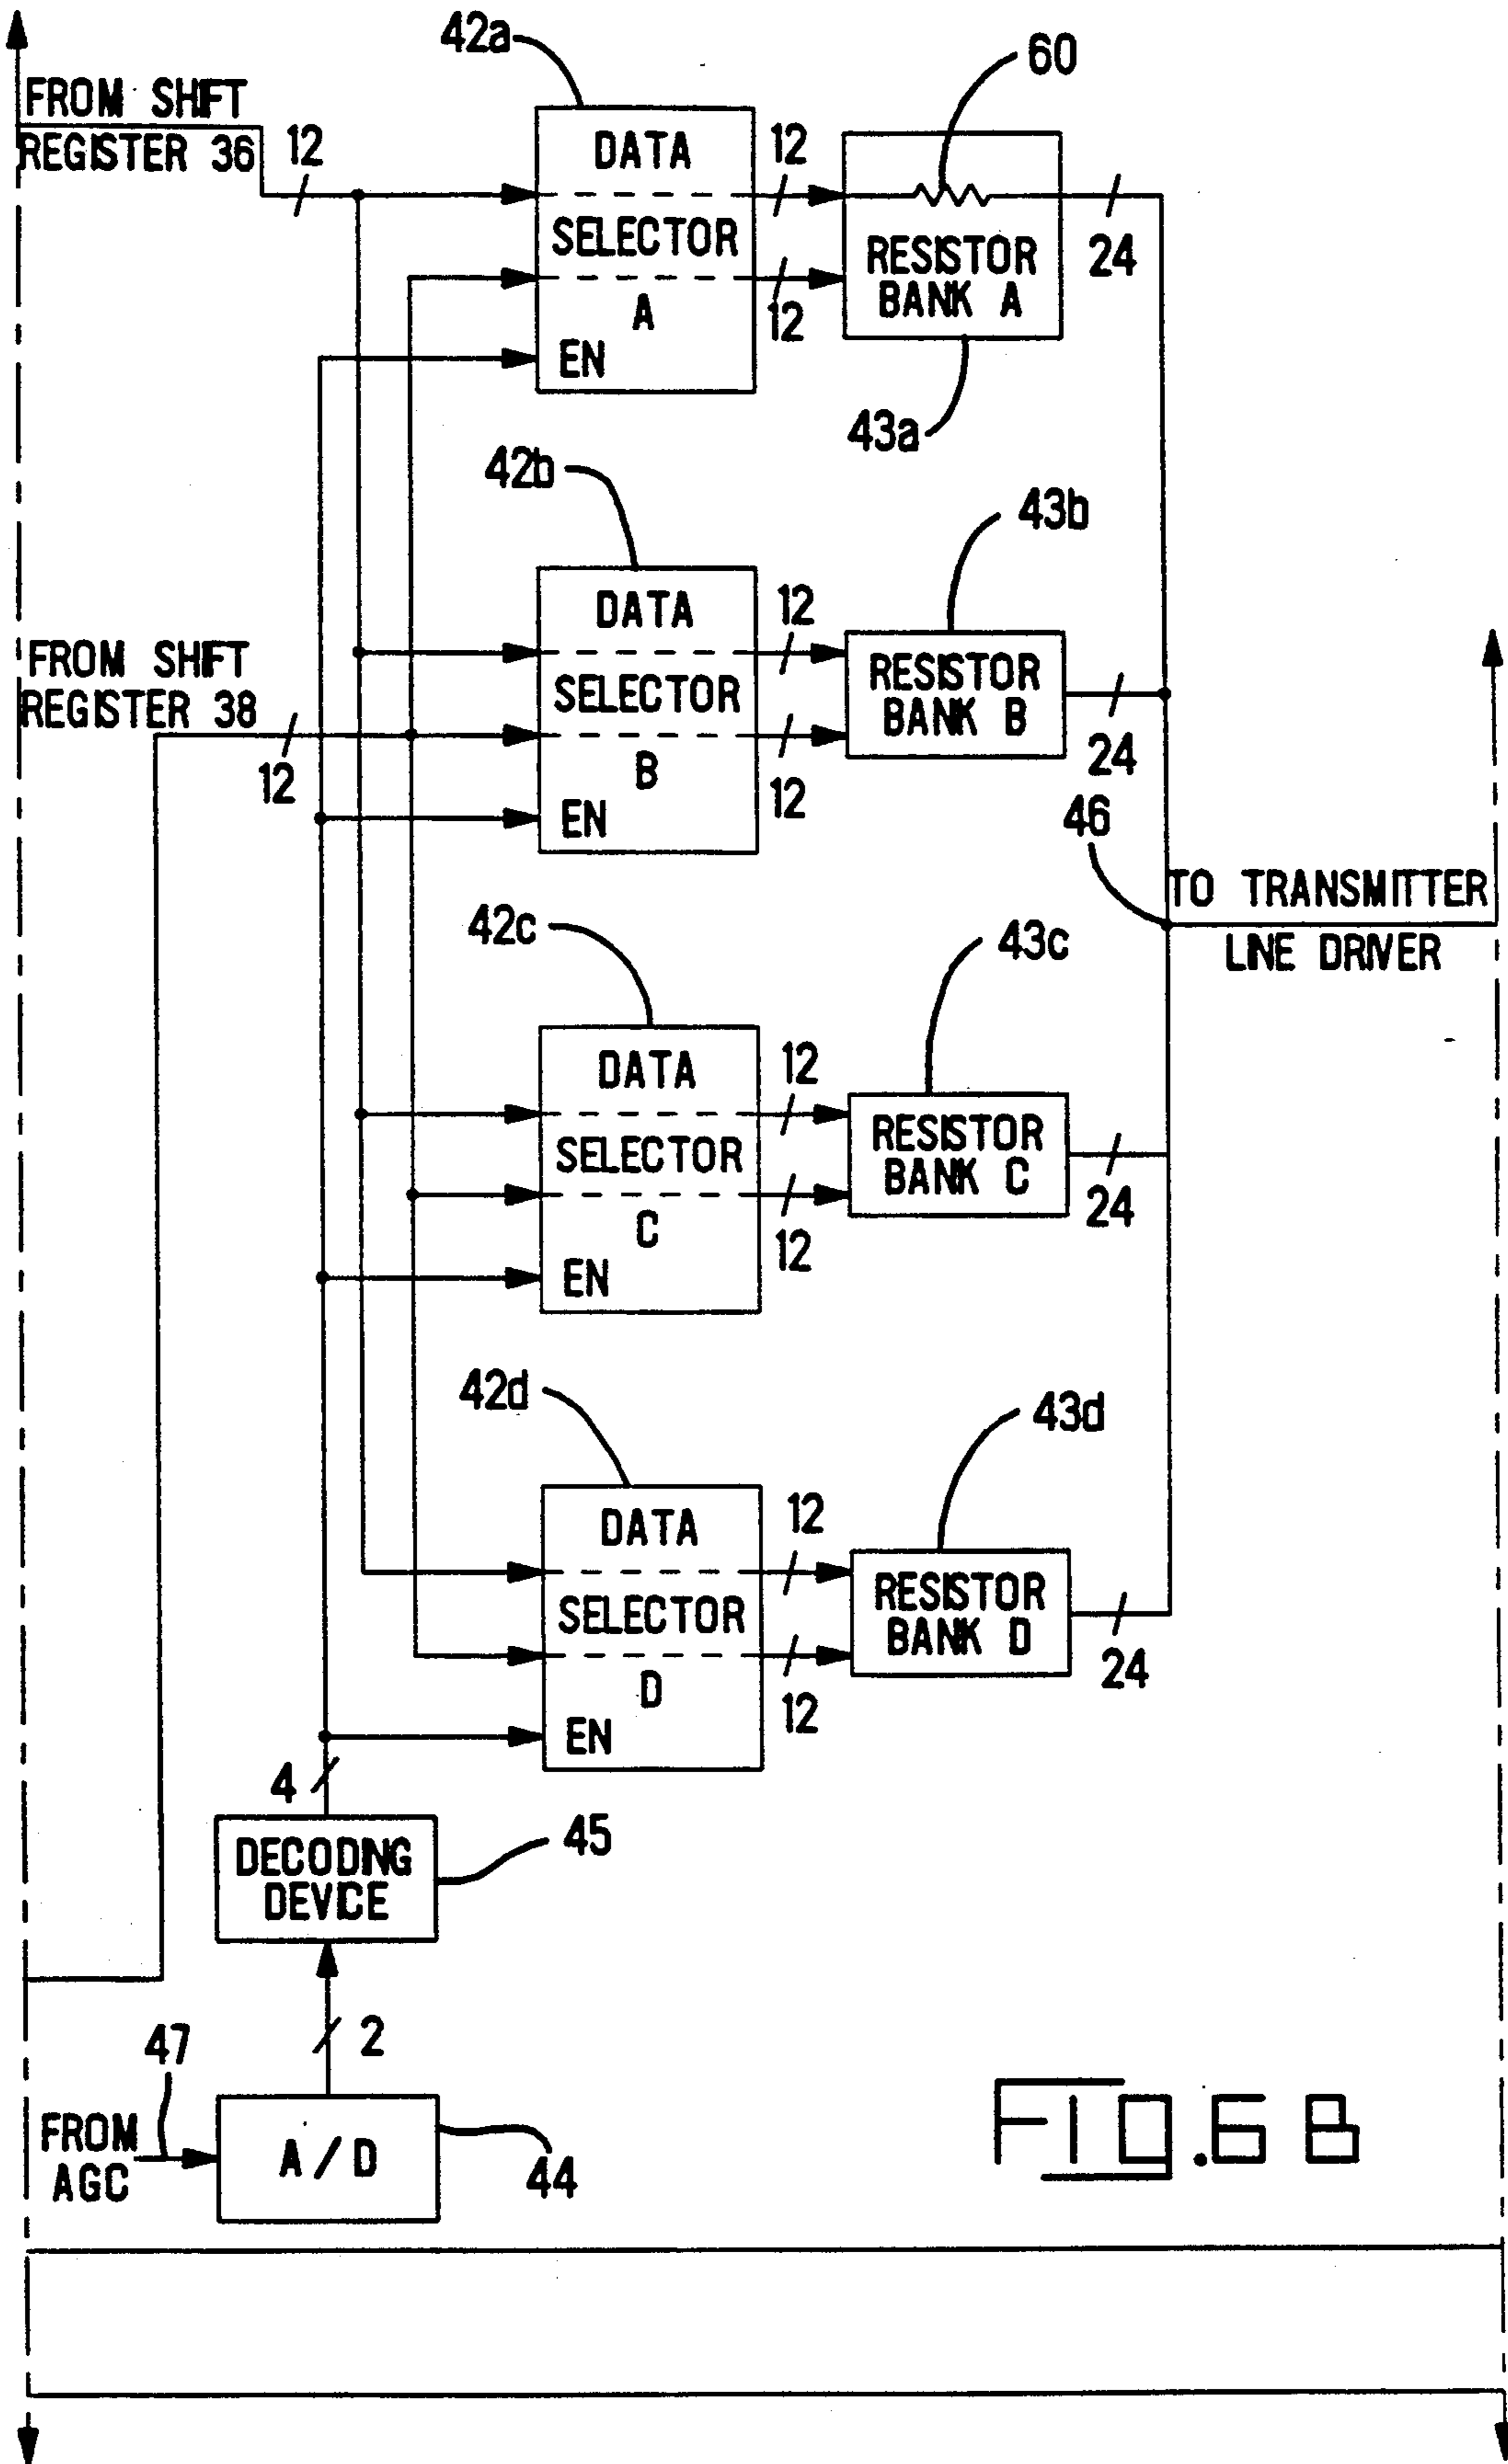 42a
60
FROM SHIFT
REGISTER 36
12
DATA
SELECTOR
A
EN
12
12
RESISTOR
BANK A
24
43a
42b
43b
FROM SHIFT
REGISTER 38
12
DATA
SELECTOR
B
EN
12
12
RESISTOR
BANK B
24
46
TO TRANSMITTER
LINE DRIVER
42c
43c
DATA
SELECTOR
C
EN
12
12
RESISTOR
BANK C
24
42d
43d
DATA
SELECTOR
D
EN
12
12
RESISTOR
BANK D
24
4
DECODING
DEVICE
45
2
47
FROM
AGC
A/D
44
FIG. 6B